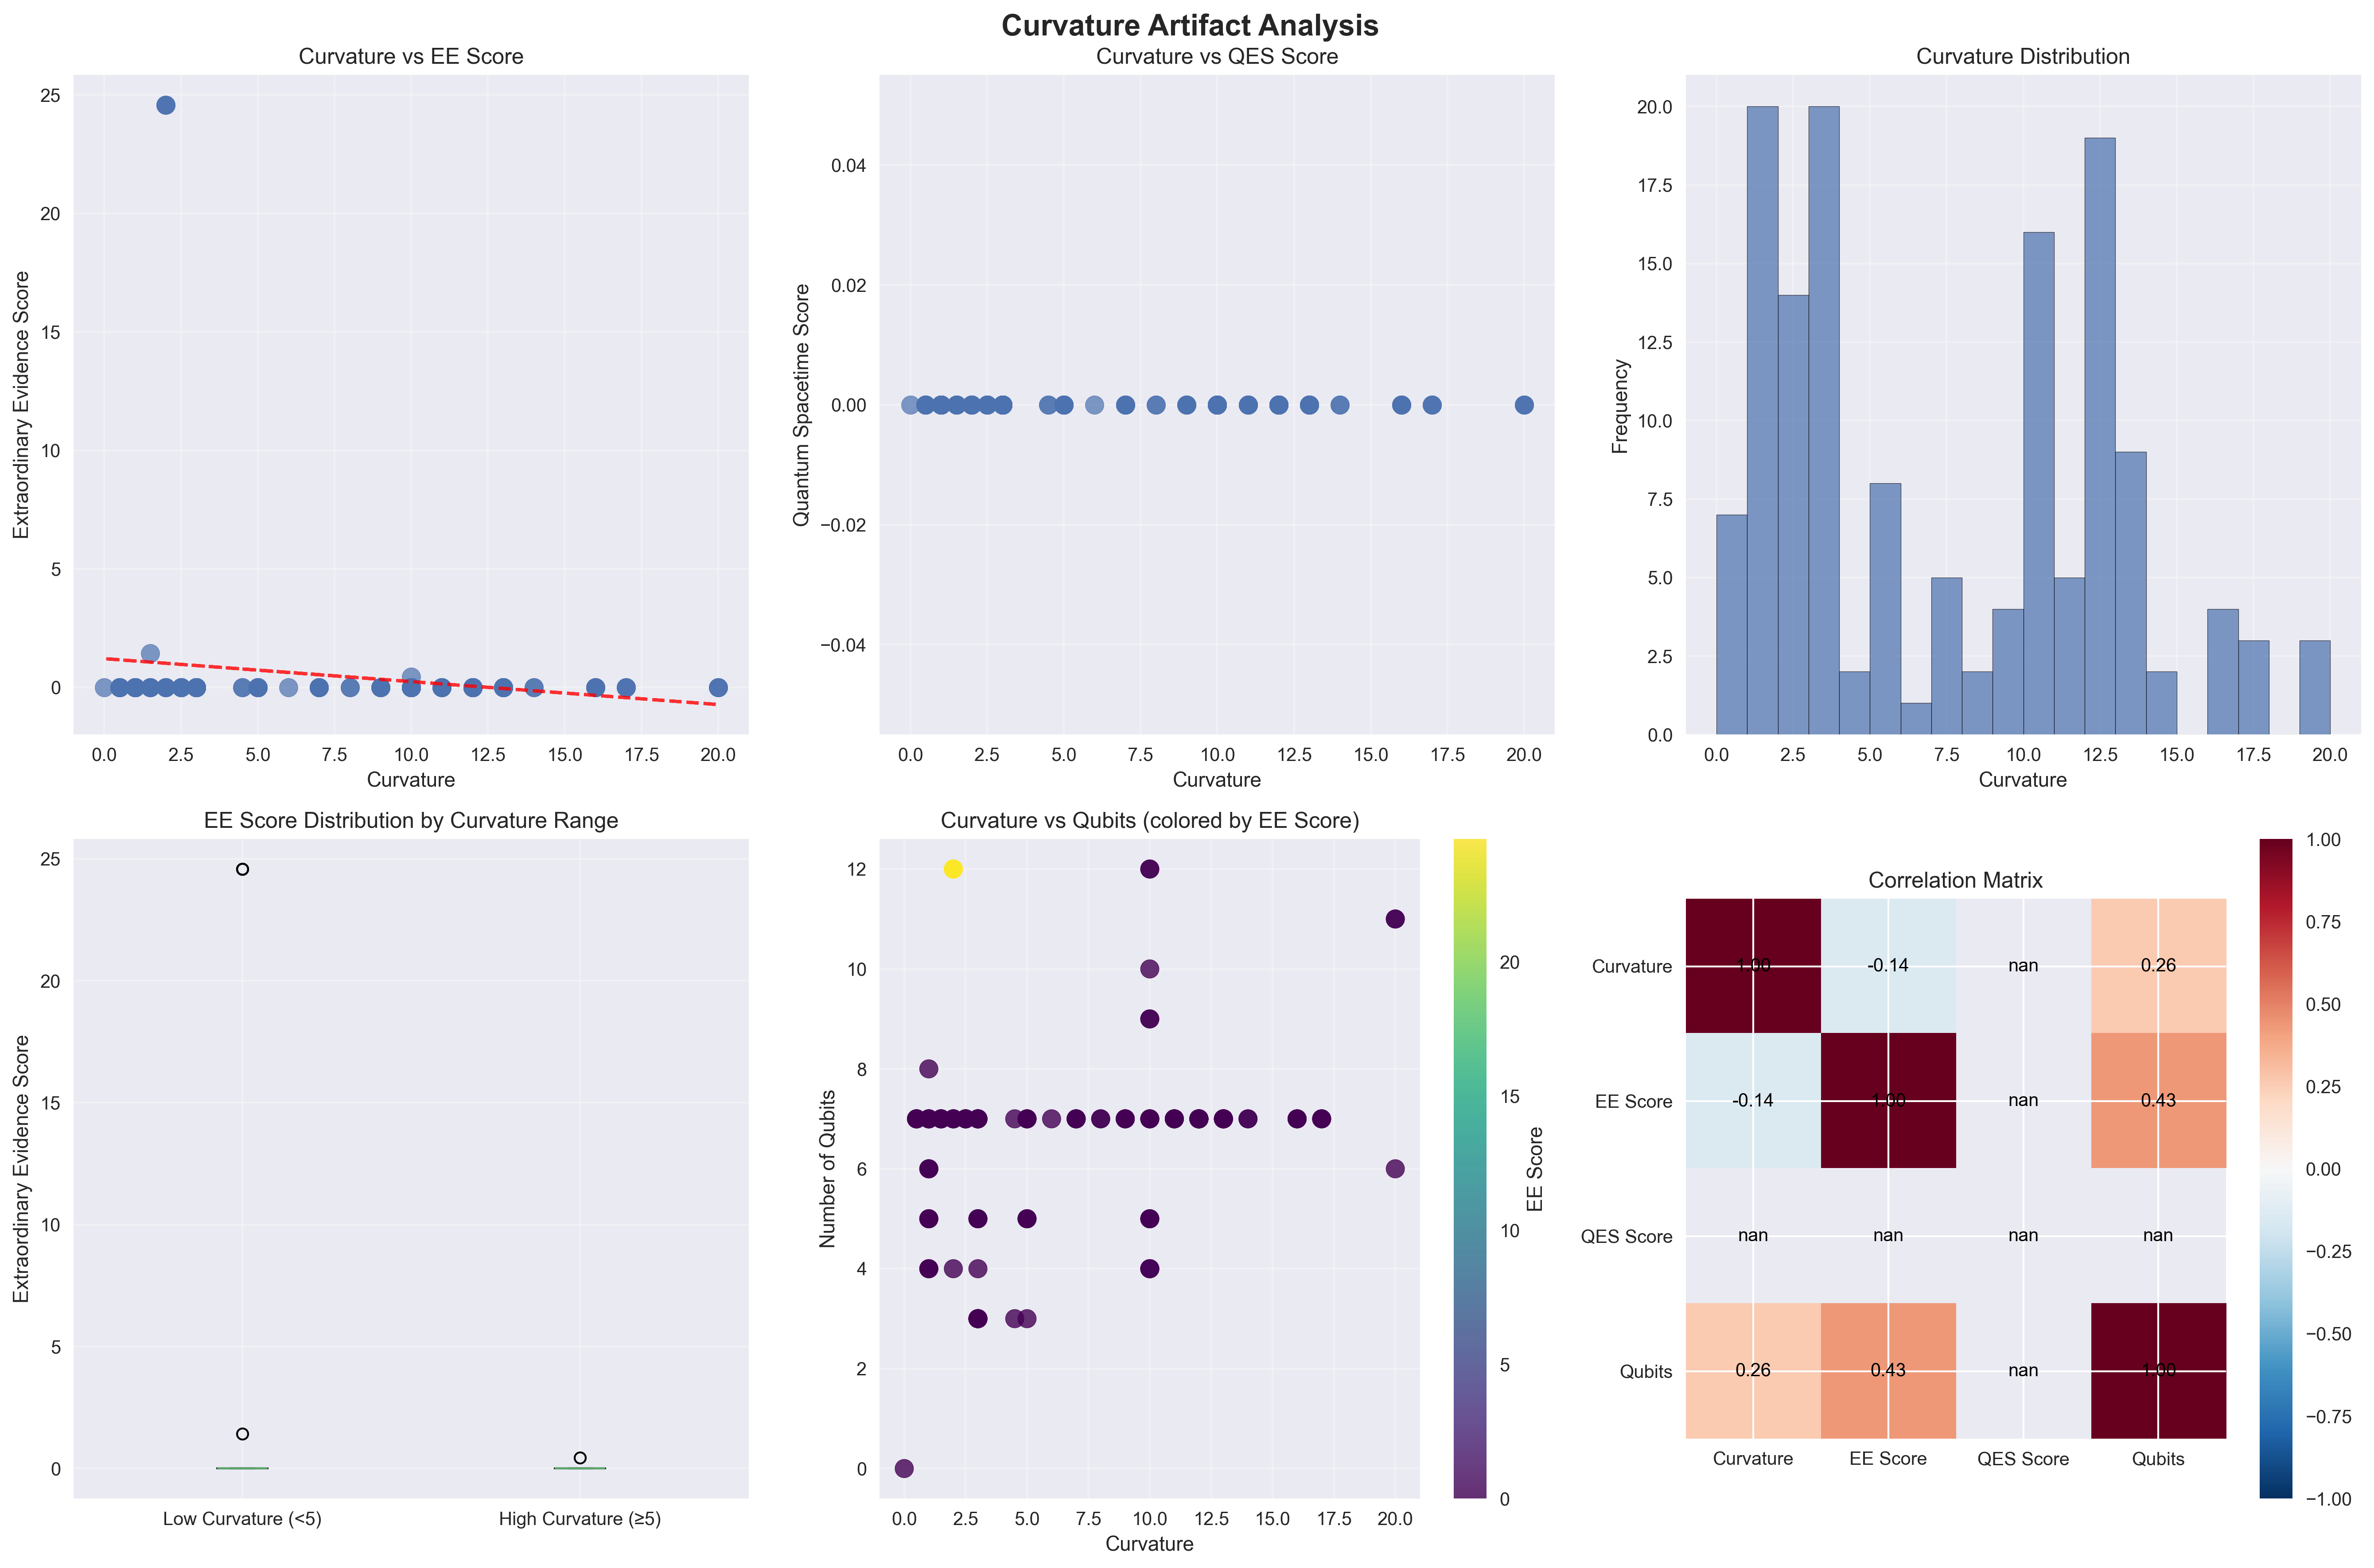 Curvature Artifact Analysis
Curvature vs EE Score
25
20
15
10
5
0
Extraordinary Evidence Score
0.0 2.5 5.0 7.5 10.0 12.5 15.0 17.5 20.0
Curvature
Curvature vs QES Score
0.04
0.02
0.00
−0.02
−0.04
Quantum Spacetime Score
0.0 2.5 5.0 7.5 10.0 12.5 15.0 17.5 20.0
Curvature
Curvature Distribution
20.0
17.5
15.0
12.5
10.0
7.5
5.0
2.5
0.0
Frequency
0.0 2.5 5.0 7.5 10.0 12.5 15.0 17.5 20.0
Curvature
EE Score Distribution by Curvature Range
25
20
15
10
5
0
Extraordinary Evidence Score
Low Curvature (<5) High Curvature (≥5)
Curvature vs Qubits (colored by EE Score)
12
10
8
6
4
2
0
Number of Qubits
0.0 2.5 5.0 7.5 10.0 12.5 15.0 17.5 20.0
Curvature
20
15
10
5
0
EE Score
Correlation Matrix
Curvature 1.00 -0.14 nan 0.26
EE Score -0.14 1.00 nan 0.43
QES Score nan nan nan nan
Qubits 0.26 0.43 nan 1.00
Curvature EE Score QES Score Qubits
1.00
0.75
0.50
0.25
0.00
−0.25
−0.50
−0.75
−1.00